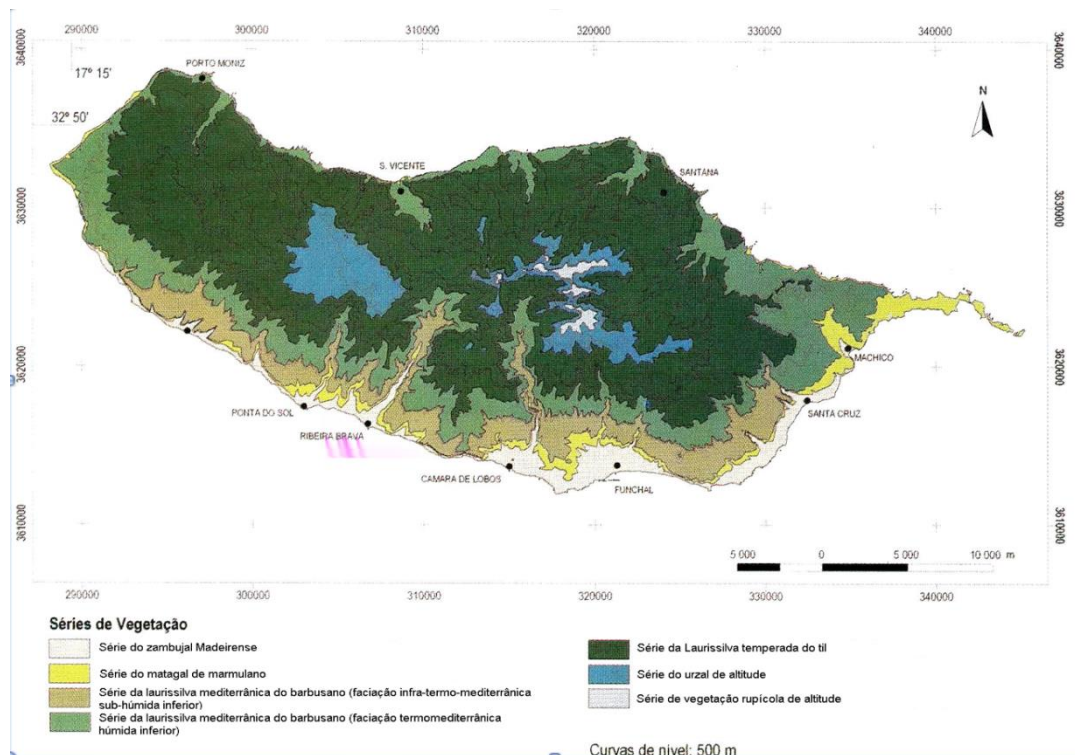 290000 300000 310000 320000 330000 340000
3640000 3640000
PORTO MONIZ
17º 15'
N
32º 50'
S. VICENTE
SANTANA
3630000 3630000
MACHICO
3620000 3620000
SANTA CRUZ
PONTA DO SOL
RIBEIRA BRAVA
CAMARA DE LOBOS
FUNCHAL
3610000 3610000
5 000 0 5 000 10 000 m
290000 300000 310000 320000 330000 340000
Séries de Vegetação
Série do zambujal Madeirense
Série do matagal de marmulano
Série da laurissilva mediterrânica do barbusano (faciação infra-termo-mediterrânica
sub-húmida inferior)
Série da laurissilva mediterrânica do barbusano (faciação termomediterrânica
húmida inferior)
Série da Laurissilva temperada do til
Série do urzal de altitude
Série de vegetação rupícola de altitude
Curvas de nível: 500 m